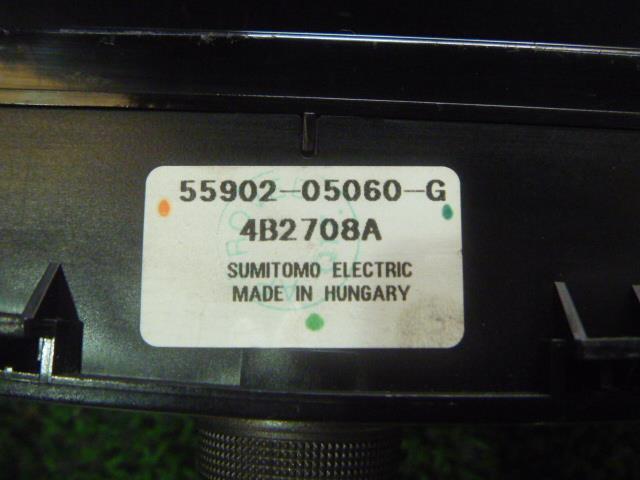 55902-05060-G
4B2708A
SUMITOMO ELECTRIC
MADE IN HUNGARY